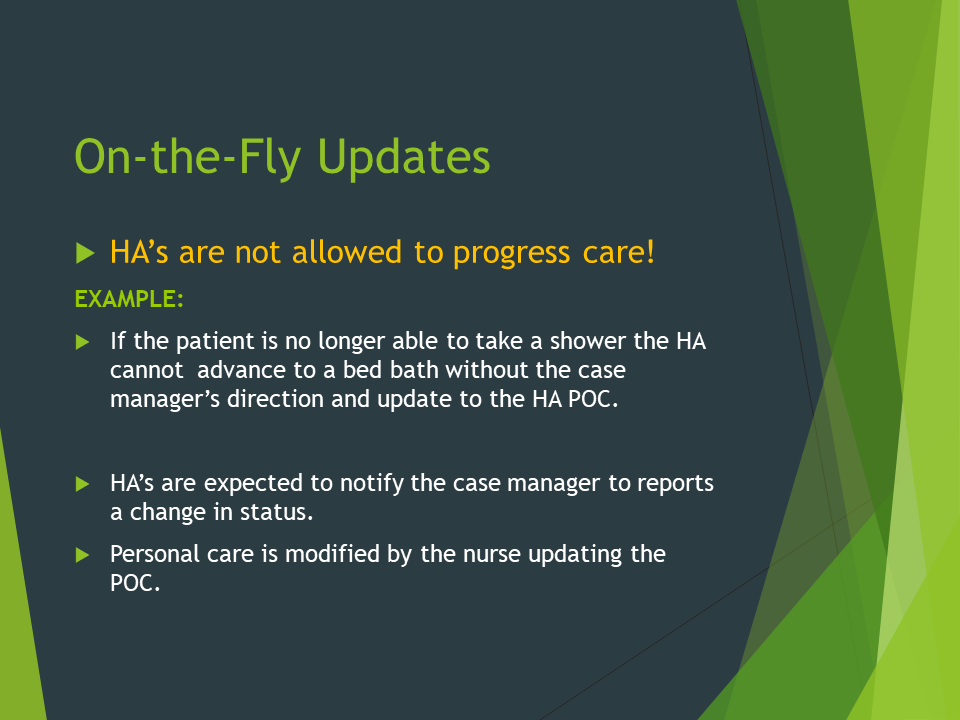 On-the-Fly Updates
HA’s are not allowed to progress care!
EXAMPLE:
If the patient is no longer able to take a shower the HA
cannot  advance to a bed bath without the case
manager’s direction and update to the HA POC.
HA’s are expected to notify the case manager to reports
a change in status.
Personal care is modified by the nurse updating the
POC.